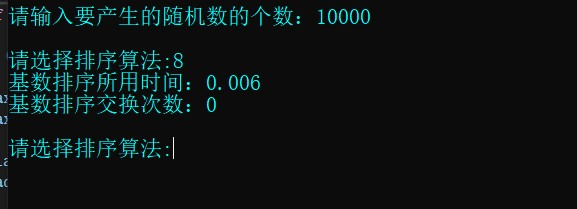 请输入要产生的随机数的个数：10000
请选择排序算法:8
基数排序所用时间：0.006
基数排序交换次数：0
请选择排序算法: